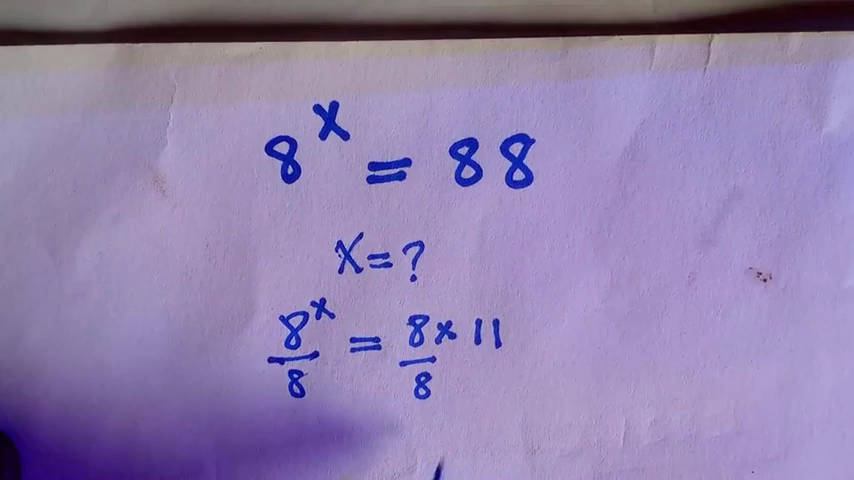 8^x = 88
x = ?
8^x/8 = 8/8 x 11